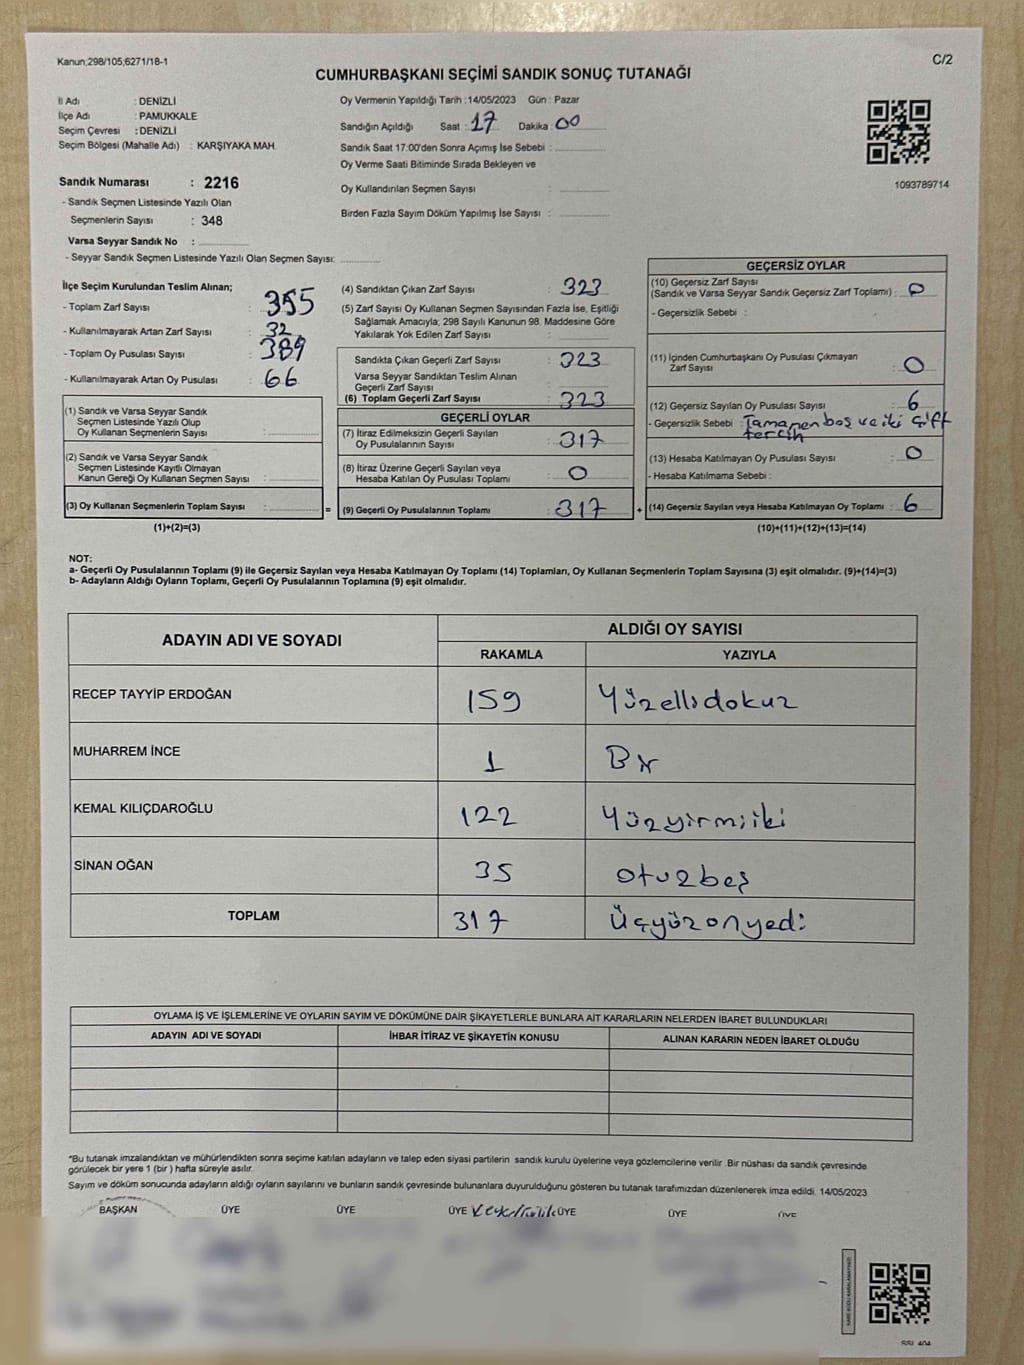 Kanun;298/105,6271/18-1
C/2
CUMHURBAŞKANI SEÇİMİ SANDIK SONUÇ TUTANAĞI
İl Adı : DENİZLİ
İlçe Adı : PAMUKKALE
Seçim Çevresi : DENİZLİ
Seçim Bölgesi (Mahalle Adı) : KARŞIYAKA MAH.
Sandık Numarası : 2216
- Sandık Seçmen Listesinde Yazılı Olan
Seçmenlerin Sayısı : 348
Varsa Seyyar Sandık No :
- Seyyar Sandık Seçmen Listesinde Yazılı Olan Seçmen Sayısı:
Oy Vermenin Yapıldığı Tarih : 14/05/2023 Gün : Pazar
Sandığın Açıldığı Saat : 17 Dakika : 00
Sandık Saat 17:00'den Sonra Açımış İse Sebebi :
Oy Verme Saati Bitiminde Sırada Bekleyen ve
Oy Kullandırılan Seçmen Sayısı :
Birden Fazla Sayım Döküm Yapılmış İse Sayısı :
1093789714
İlçe Seçim Kurulundan Teslim Alınan;
- Toplam Zarf Sayısı : 355
- Kullanılmayarak Artan Zarf Sayısı : 32
- Toplam Oy Pusulası Sayısı : 389
- Kullanılmayarak Artan Oy Pusulası : 66
(1) Sandık ve Varsa Seyyar Sandık
Seçmen Listesinde Yazılı Olup
Oy Kullanan Seçmenlerin Sayısı :
(2) Sandık ve Varsa Seyyar Sandık
Seçmen Listesinde Kayıtlı Olmayan
Kanun Gereği Oy Kullanan Seçmen Sayısı :
(3) Oy Kullanan Seçmenlerin Toplam Sayısı : =
(1)+(2)=(3)
(4) Sandıktan Çıkan Zarf Sayısı : 323
(5) Zarf Sayısı Oy Kullanan Seçmen Sayısından Fazla İse, Eşitliği
Sağlamak Amacıyla, 298 Sayılı Kanunun 98. Maddesine Göre
Yakılarak Yok Edilen Zarf Sayısı :
Sandıkta Çıkan Geçerli Zarf Sayısı : 323
Varsa Seyyar Sandıktan Teslim Alınan
Geçerli Zarf Sayısı :
(6) Toplam Geçerli Zarf Sayısı : 323
GEÇERLİ OYLAR
(7) İtiraz Edilmeksizin Geçerli Sayılan
Oy Pusulalarının Sayısı : 317
(8) İtiraz Üzerine Geçerli Sayılan veya
Hesaba Katılan Oy Pusulası Toplamı : 0
(9) Geçerli Oy Pusulalarının Toplamı : 317 +
GEÇERSİZ OYLAR
(10) Geçersiz Zarf Sayısı
(Sandık ve Varsa Seyyar Sandık Geçersiz Zarf Toplamı) : 0
- Geçersizlik Sebebi :
(11) İçinden Cumhurbaşkanı Oy Pusulası Çıkmayan
Zarf Sayısı : 0
(12) Geçersiz Sayılan Oy Pusulası Sayısı : 6
- Geçersizlik Sebebi : Tamamen boş ve iki çift
tercih
(13) Hesaba Katılmayan Oy Pusulası Sayısı : 0
- Hesaba Katılmama Sebebi :
(14) Geçersiz Sayılan veya Hesaba Katılmayan Oy Toplamı : 6
(10)+(11)+(12)+(13)=(14)
NOT:
a- Geçerli Oy Pusulalarının Toplamı (9) ile Geçersiz Sayılan veya Hesaba Katılmayan Oy Toplamı (14) Toplamları, Oy Kullanan Seçmenlerin Toplam Sayısına (3) eşit olmalıdır. (9)+(14)=(3)
b- Adayların Aldığı Oyların Toplamı, Geçerli Oy Pusulalarının Toplamına (9) eşit olmalıdır.
ADAYIN ADI VE SOYADI
ALDIĞI OY SAYISI
RAKAMLA YAZIYLA
RECEP TAYYİP ERDOĞAN 159 Yüzellidokuz
MUHARREM İNCE 1 Bir
KEMAL KILIÇDAROĞLU 122 Yüzyirmiiki
SİNAN OĞAN 35 otuzbeş
TOPLAM 317 Üçyüzonyedi
OYLAMA İŞ VE İŞLEMLERİNE VE OYLARIN SAYIM VE DÖKÜMÜNE DAİR ŞİKAYETLERLE BUNLARA AİT KARARLARIN NELERDEN İBARET BULUNDUKLARI
ADAYIN ADI VE SOYADI İHBAR İTİRAZ VE ŞİKAYETİN KONUSU ALINAN KARARIN NEDEN İBARET OLDUĞU
*Bu tutanak imzalandıktan ve mühürlendikten sonra seçime katılan adayların ve talep eden siyasi partilerin sandık kurulu üyelerine veya gözlemcilerine verilir .Bir nüshası da sandık çevresinde
görülecek bir yere 1 (bir ) hafta süreyle asılır.
Sayım ve döküm sonucunda adayların aldığı oyların sayılarını ve bunların sandık çevresinde bulunanlara duyurulduğunu gösteren bu tutanak tarafımızdan düzenlenerek imza edildi. 14/05/2023
BAŞKAN ÜYE ÜYE ÜYE ÜYE ÜYE ÜYE